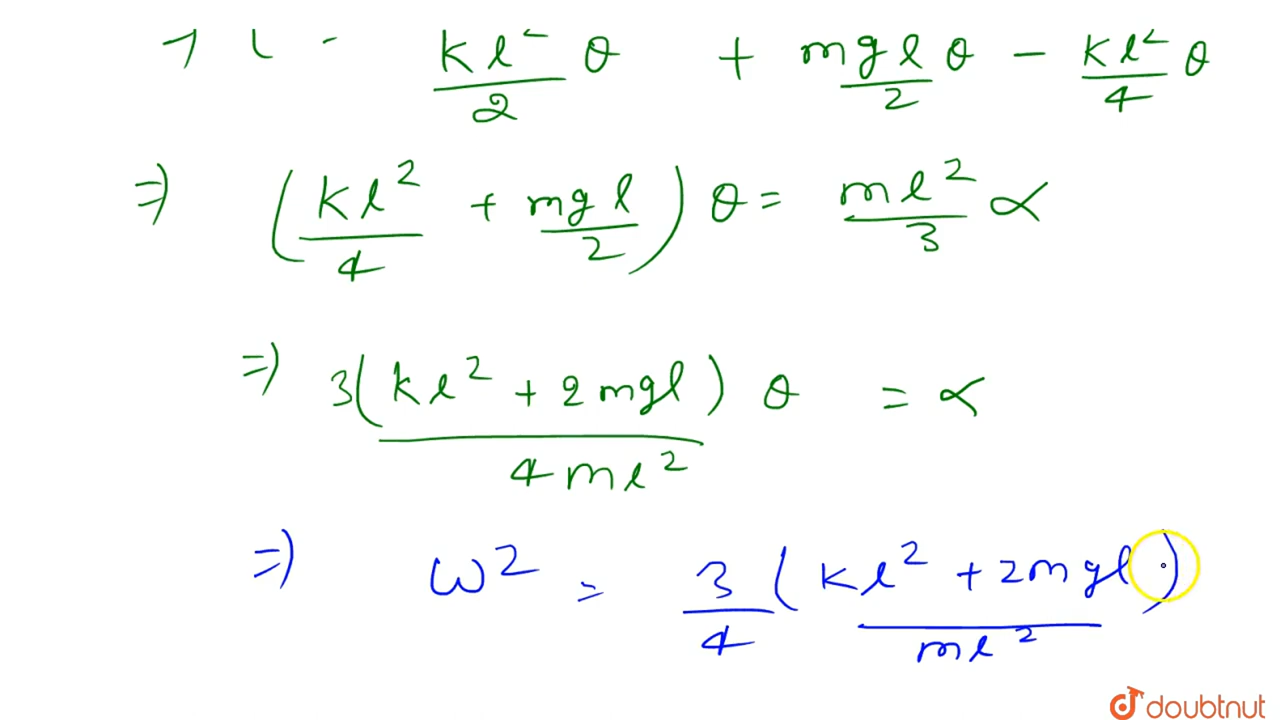 kl²/2 θ + mgl/2 θ - kl²/4 θ
⇒ (kl²/4 + mgl/2) θ = ml²/3 α
⇒ 3(kl² + 2mgl)/4ml² θ = α
⇒ ω² = 3/4 (kl² + 2mgl)/ml²
doubtnut